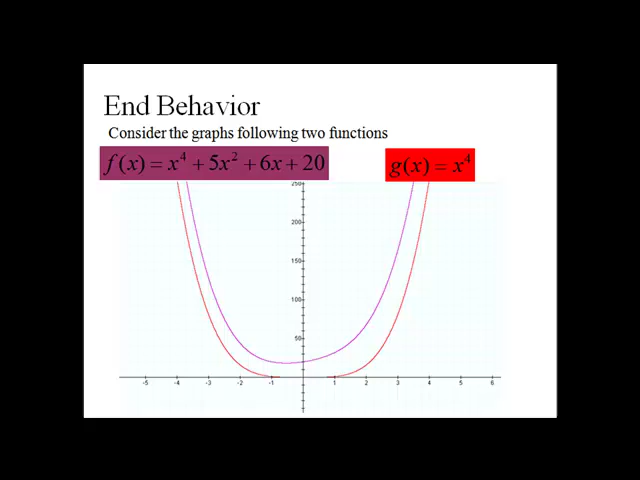 End Behavior
Consider the graphs following two functions
f(x) = x⁴ + 5x² + 6x + 20
g(x) = x⁴
250
200
150
100
50
-5 -4 -3 -2 -1 0 1 2 3 4 5 6